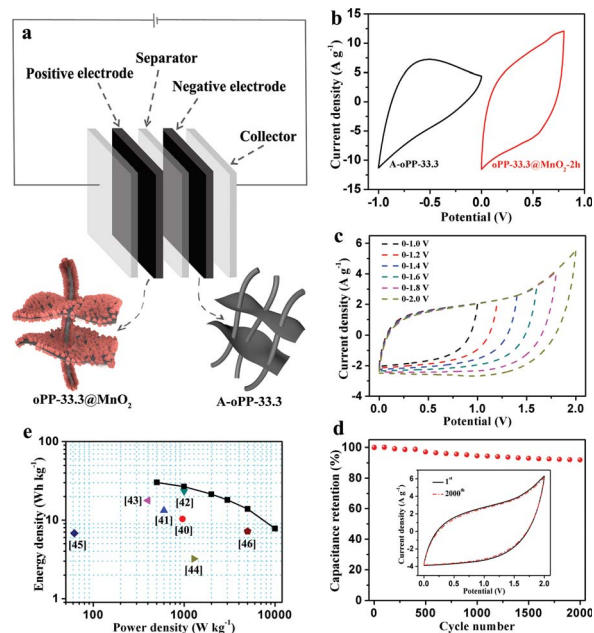 a
Positive electrode
Separator
Negative electrode
Collector
oPP-33.3@MnO₂
A-oPP-33.3
b
Current density (A g⁻¹)
15
10
5
0
-5
-10
-15
A-oPP-33.3
oPP-33.3@MnO₂-2h
-1.0
-0.5
0.0
0.5
1.0
Potential (V)
c
Current density (A g⁻¹)
6
4
2
0
-2
-4
0-1.0 V
0-1.2 V
0-1.4 V
0-1.6 V
0-1.8 V
0-2.0 V
0.0
0.5
1.0
1.5
2.0
Potential (V)
d
Capacitance retention (%)
100
80
60
40
20
0
1ˢᵗ
2000ᵗʰ
Current density (A g⁻¹)
6
4
2
0
-2
-4
0.0
0.5
1.0
1.5
2.0
Potential (V)
0
500
1000
1500
2000
Cycle number
e
Energy density (Wh kg⁻¹)
100
10
1
[43]
[42]
[41]
[40]
[45]
[46]
[44]
100
1000
10000
Power density (W kg⁻¹)